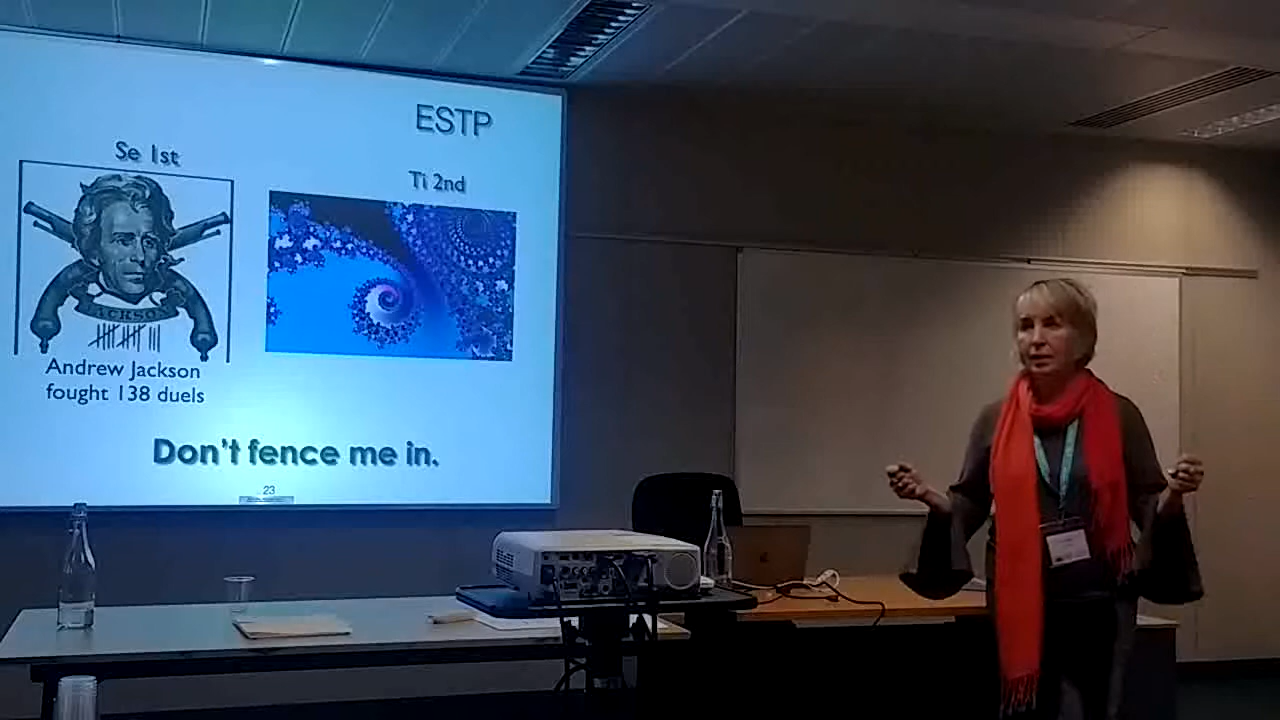 ESTP
Se 1st
Ti 2nd
JACKSON
Andrew Jackson
fought 138 duels
Don't fence me in.
23